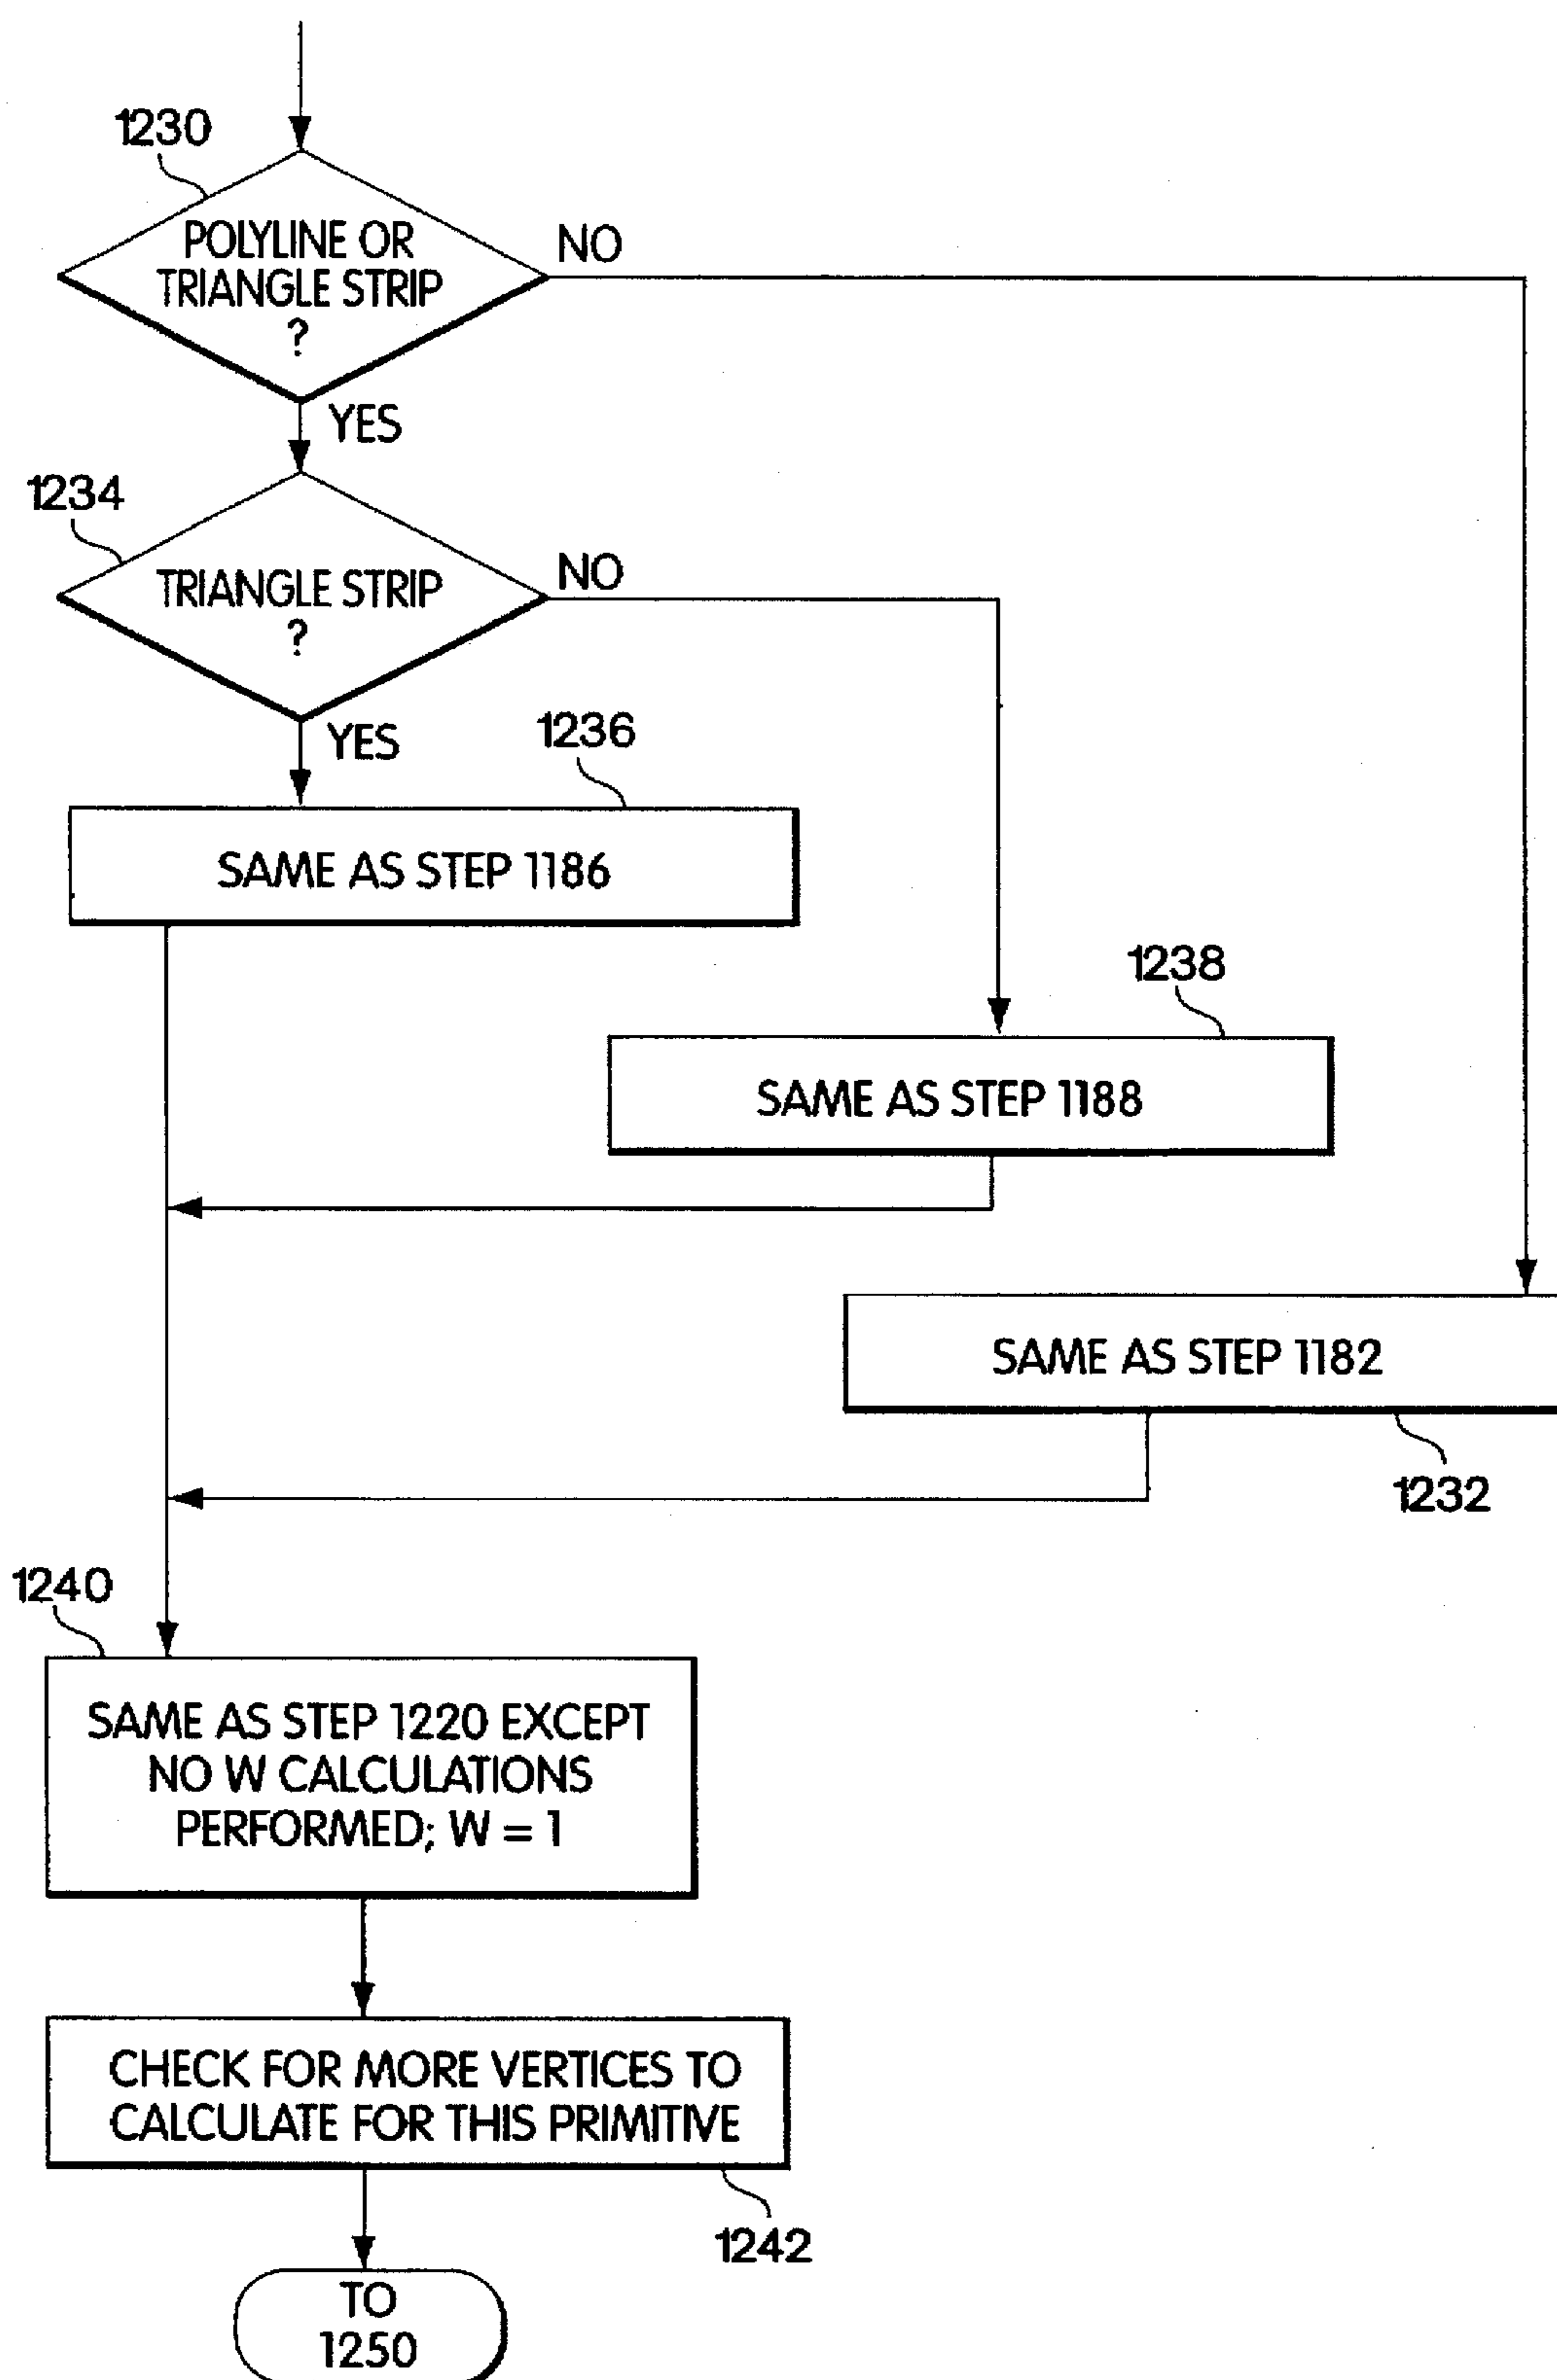 1230
POLYLINE OR
TRIANGLE STRIP
?
NO
YES
1234
TRIANGLE STRIP
?
NO
YES
1236
SAME AS STEP 1186
1238
SAME AS STEP 1188
SAME AS STEP 1182
1232
1240
SAME AS STEP 1220 EXCEPT
NO W CALCULATIONS
PERFORMED; W = 1
CHECK FOR MORE VERTICES TO
CALCULATE FOR THIS PRIMITIVE
1242
TO
1250